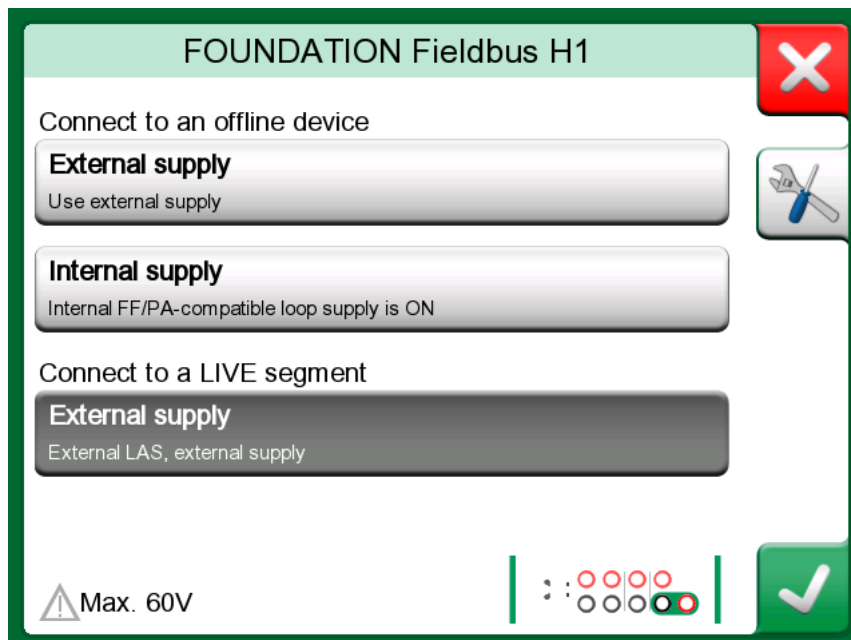 FOUNDATION Fieldbus H1
Connect to an offline device
External supply
Use external supply
Internal supply
Internal FF/PA-compatible loop supply is ON
Connect to a LIVE segment
External supply
External LAS, external supply
Max. 60V